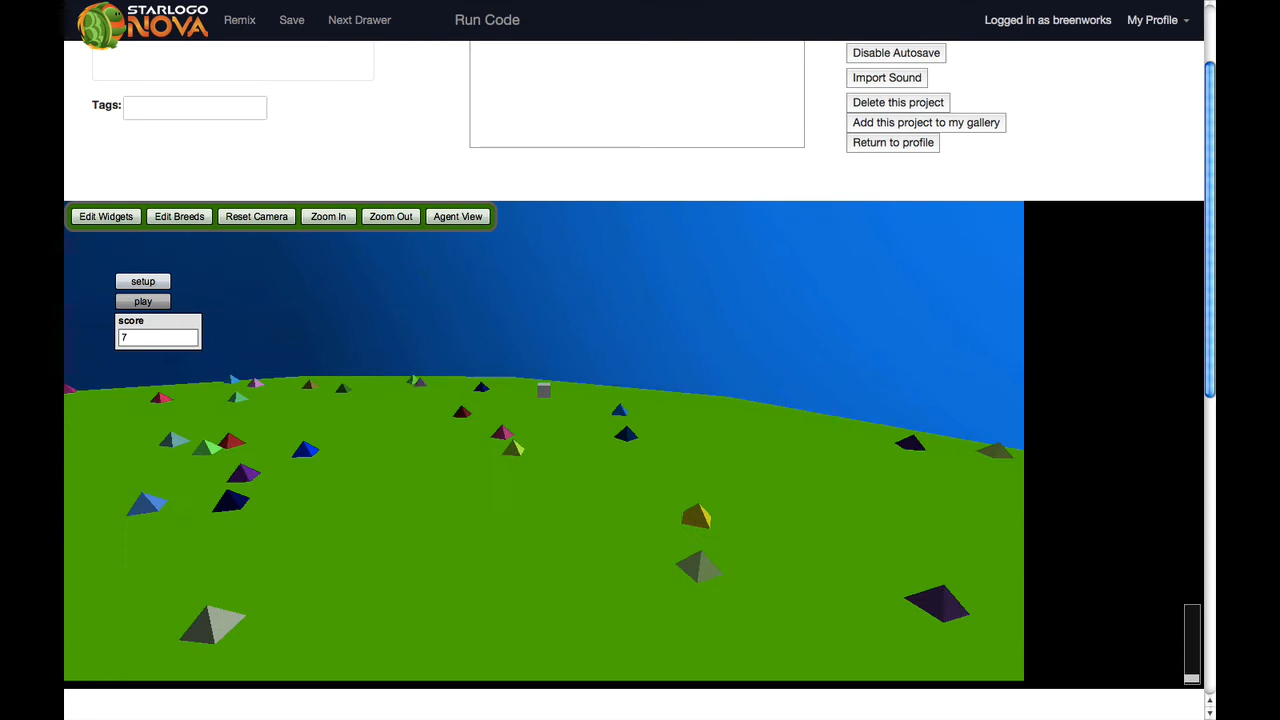 STARLOGO
NOVA
Remix
Save
Next Drawer
Run Code
Logged in as breenworks
My Profile
Disable Autosave
Import Sound
Delete this project
Tags:
Add this project to my gallery
Return to profile
Edit Widgets
Edit Breeds
Reset Camera
Zoom In
Zoom Out
Agent View
setup
play
score
7